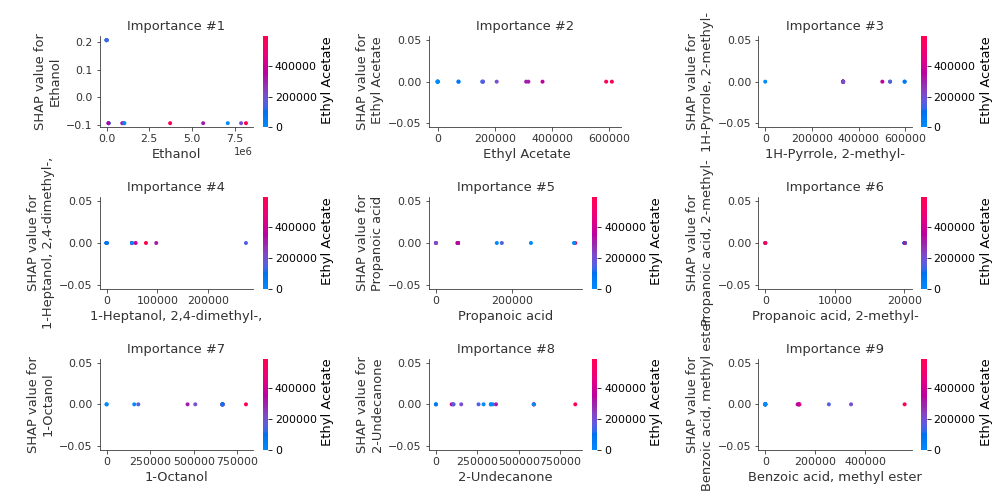 Importance #1
SHAP value for
Ethanol
0.2
0.1
0.0
−0.1
0.0
2.5
5.0
7.5
1e6
Ethanol
400000
200000
0
Ethyl Acetate
Importance #2
SHAP value for
Ethyl Acetate
0.05
0.00
−0.05
0
200000
400000
600000
Ethyl Acetate
400000
200000
0
Ethyl Acetate
Importance #3
SHAP value for
1H-Pyrrole, 2-methyl-
0.05
0.00
−0.05
0
200000
400000
600000
1H-Pyrrole, 2-methyl-
400000
200000
0
Ethyl Acetate
Importance #4
SHAP value for
1-Heptanol, 2,4-dimethyl-,
0.05
0.00
−0.05
0
100000
200000
1-Heptanol, 2,4-dimethyl-,
400000
200000
0
Ethyl Acetate
Importance #5
SHAP value for
Propanoic acid
0.05
0.00
−0.05
0
200000
Propanoic acid
400000
200000
0
Ethyl Acetate
Importance #6
SHAP value for
Propanoic acid, 2-methyl-
0.05
0.00
−0.05
0
10000
20000
Propanoic acid, 2-methyl-
400000
200000
0
Ethyl Acetate
Importance #7
SHAP value for
1-Octanol
0.05
0.00
−0.05
0
250000
500000
750000
1-Octanol
400000
200000
0
Ethyl Acetate
Importance #8
SHAP value for
2-Undecanone
0.05
0.00
−0.05
0
250000
500000
750000
2-Undecanone
400000
200000
0
Ethyl Acetate
Importance #9
SHAP value for
Benzoic acid, methyl ester
0.05
0.00
−0.05
0
200000
400000
Benzoic acid, methyl ester
400000
200000
0
Ethyl Acetate